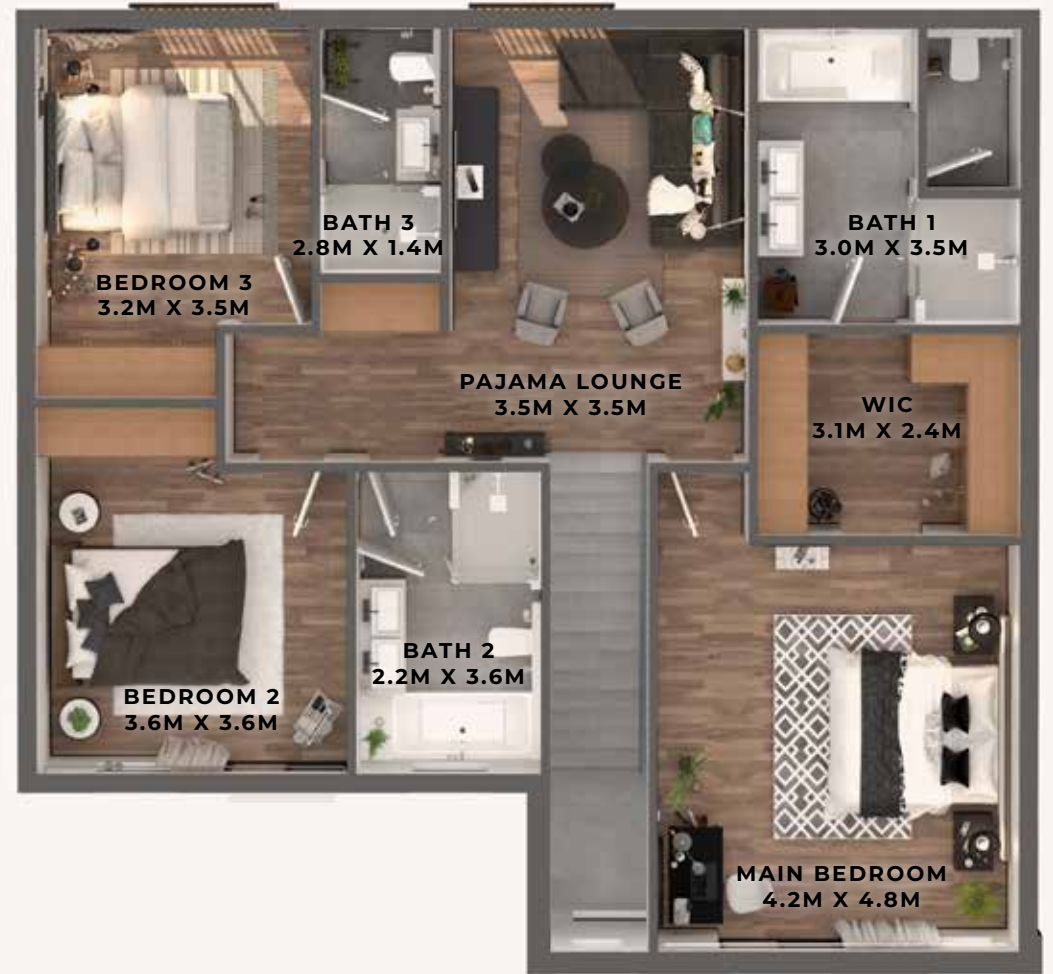 BATH 3
2.8M X 1.4M
BATH 1
3.0M X 3.5M
BEDROOM 3
3.2M X 3.5M
PAJAMA LOUNGE
3.5M X 3.5M
WIC
3.1M X 2.4M
BATH 2
2.2M X 3.6M
BEDROOM 2
3.6M X 3.6M
MAIN BEDROOM
4.2M X 4.8M